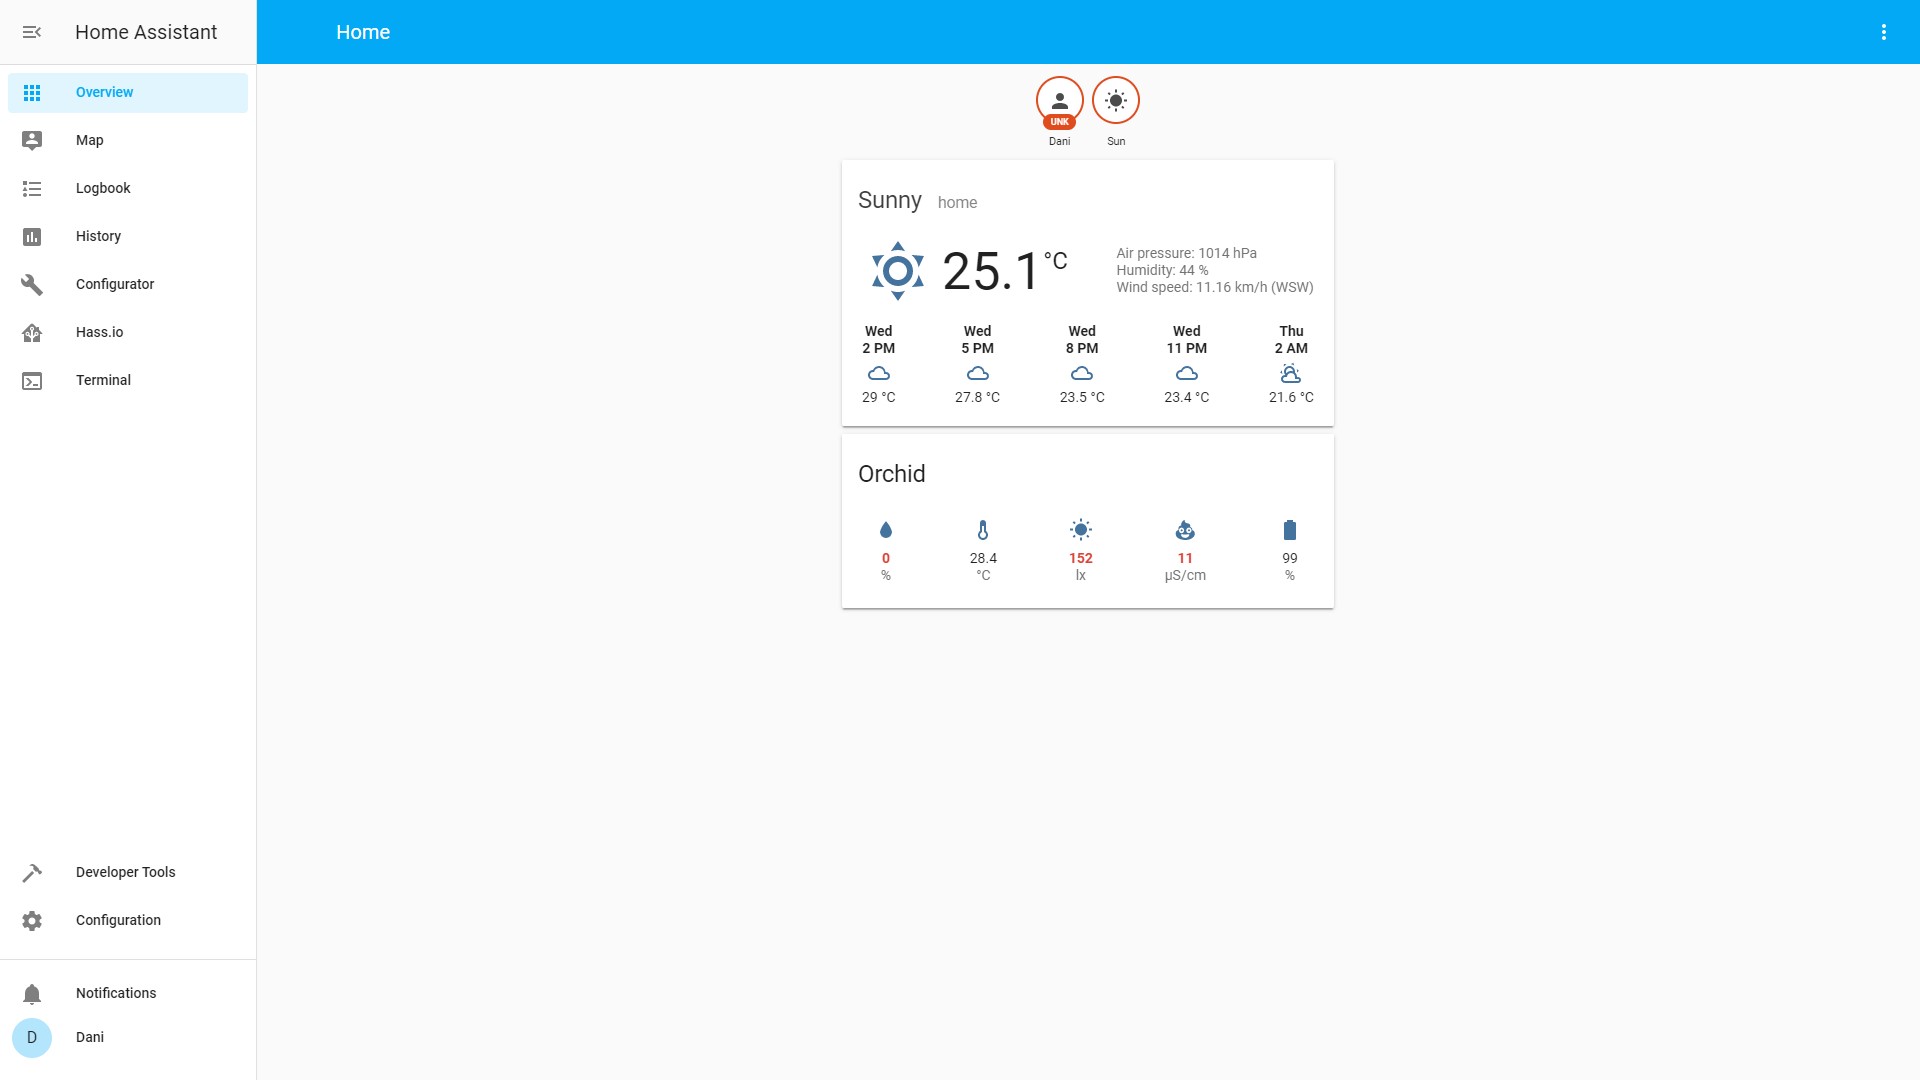 Home Assistant
Home
Overview
Map
Logbook
History
Configurator
Hass.io
Terminal
Developer Tools
Configuration
Notifications
D
Dani
UNK
Dani
Sun
Sunny home
25.1 °C
Air pressure: 1014 hPa
Humidity: 44 %
Wind speed: 11.16 km/h (WSW)
Wed Wed Wed Wed Thu
2 PM 5 PM 8 PM 11 PM 2 AM
29 °C 27.8 °C 23.5 °C 23.4 °C 21.6 °C
Orchid
0 28.4 152 11 99
% °C lx µS/cm %